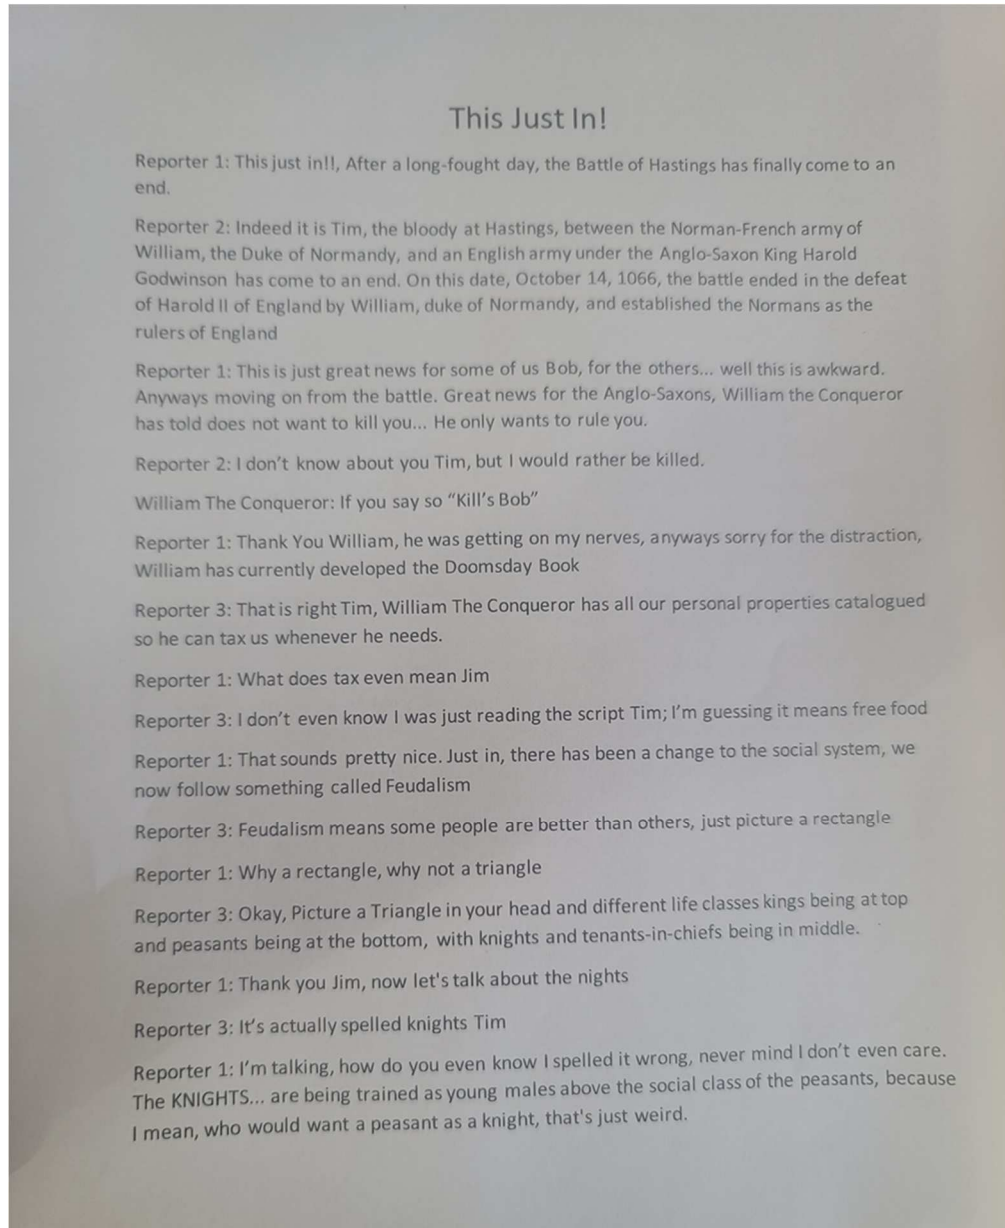 This Just In!
Reporter 1: This just in!!, After a long-fought day, the Battle of Hastings has finally come to an
end.
Reporter 2: Indeed it is Tim, the bloody at Hastings, between the Norman-French army of
William, the Duke of Normandy, and an English army under the Anglo-Saxon King Harold
Godwinson has come to an end. On this date, October 14, 1066, the battle ended in the defeat
of Harold II of England by William, duke of Normandy, and established the Normans as the
rulers of England
Reporter 1: This is just great news for some of us Bob, for the others... well this is awkward.
Anyways moving on from the battle. Great news for the Anglo-Saxons, William the Conqueror
has told does not want to kill you... He only wants to rule you.
Reporter 2: I don't know about you Tim, but I would rather be killed.
William The Conqueror: If you say so “Kill's Bob”
Reporter 1: Thank You William, he was getting on my nerves, anyways sorry for the distraction,
William has currently developed the Doomsday Book
Reporter 3: That is right Tim, William The Conqueror has all our personal properties catalogued
so he can tax us whenever he needs.
Reporter 1: What does tax even mean Jim
Reporter 3: I don't even know I was just reading the script Tim; I'm guessing it means free food
Reporter 1: That sounds pretty nice. Just in, there has been a change to the social system, we
now follow something called Feudalism
Reporter 3: Feudalism means some people are better than others, just picture a rectangle
Reporter 1: Why a rectangle, why not a triangle
Reporter 3: Okay, Picture a Triangle in your head and different life classes kings being at top
and peasants being at the bottom, with knights and tenants-in-chiefs being in middle.
Reporter 1: Thank you Jim, now let's talk about the nights
Reporter 3: It's actually spelled knights Tim
Reporter 1: I'm talking, how do you even know I spelled it wrong, never mind I don't even care.
The KNIGHTS... are being trained as young males above the social class of the peasants, because
I mean, who would want a peasant as a knight, that's just weird.